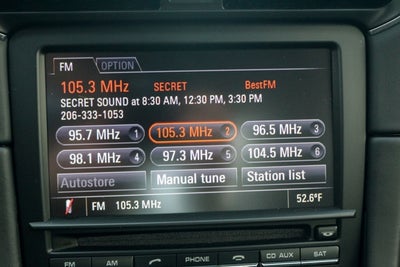 FM OPTION
105.3 MHz SECRET BestFM
SECRET SOUND at 8:30 AM, 12:30 PM, 3:30 PM
206-333-1053
95.7 MHz 1 105.3 MHz 2 96.5 MHz 3
98.1 MHz 4 97.3 MHz 5 104.5 MHz 6
Autostore Manual tune Station list
FM 105.3 MHz 52.6°F
FM AM PHONE CD AUX SAT